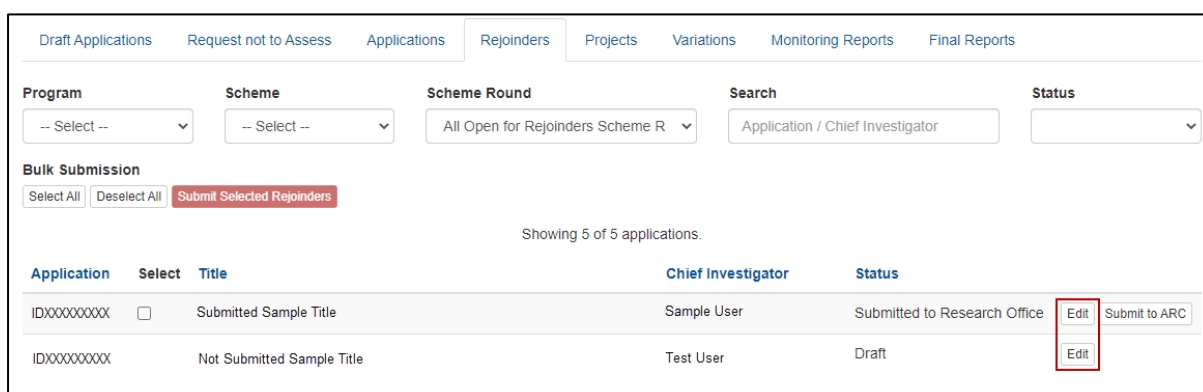 Draft Applications Request not to Assess Applications Rejoinders Projects Variations Monitoring Reports Final Reports
Program Scheme Scheme Round Search Status
-- Select -- -- Select -- All Open for Rejoinders Scheme R Application / Chief Investigator
Bulk Submission
Select All Deselect All Submit Selected Rejoinders
Showing 5 of 5 applications.
Application Select Title Chief Investigator Status
IDXXXXXXXXX Submitted Sample Title Sample User Submitted to Research Office Edit Submit to ARC
IDXXXXXXXXX Not Submitted Sample Title Test User Draft Edit